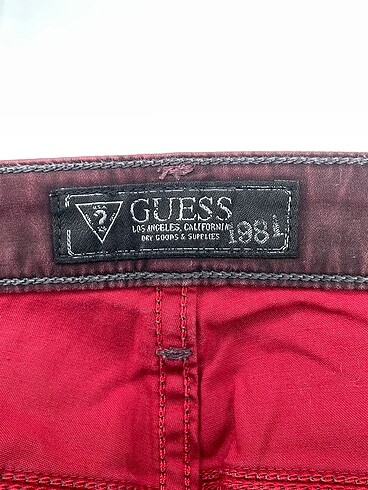 GUESS
LOS ANGELES, CALIFORNIA
DRY GOODS & SUPPLIES
1981
?